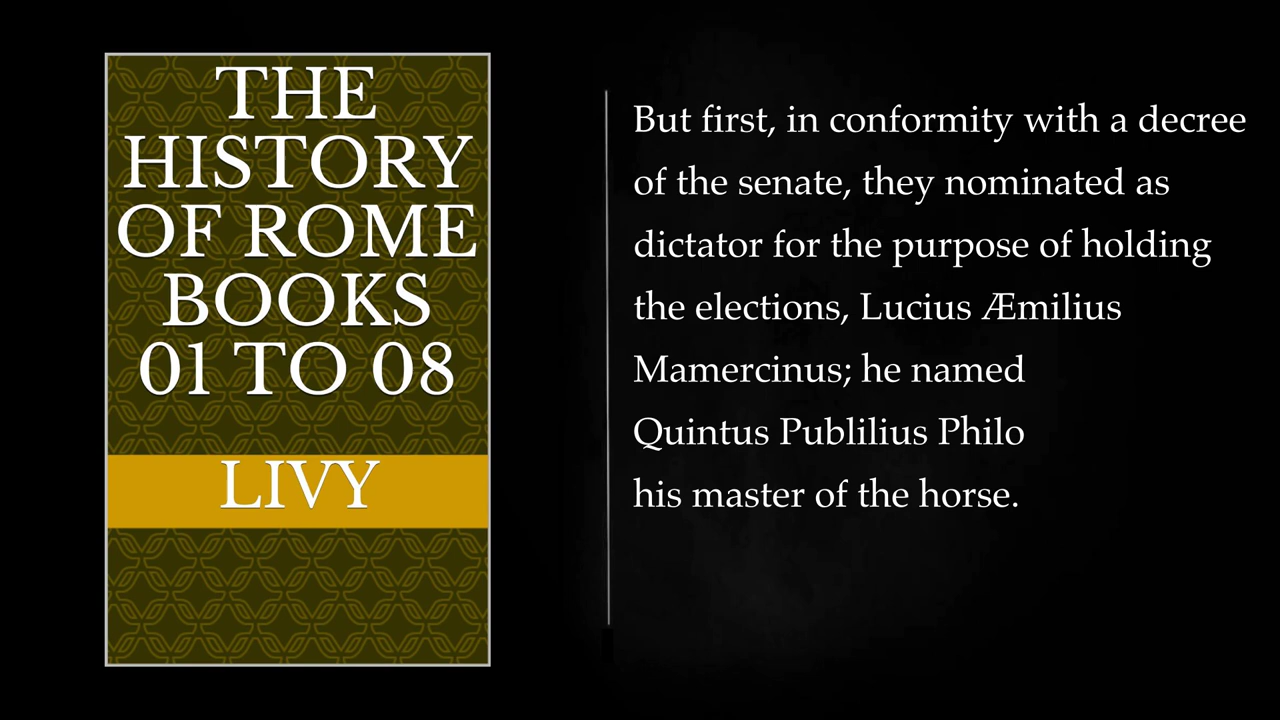 THE
HISTORY
OF ROME
BOOKS
01 TO 08
LIVY
But first, in conformity with a decree
of the senate, they nominated as
dictator for the purpose of holding
the elections, Lucius Æmilius
Mamercinus; he named
Quintus Publilius Philo
his master of the horse.